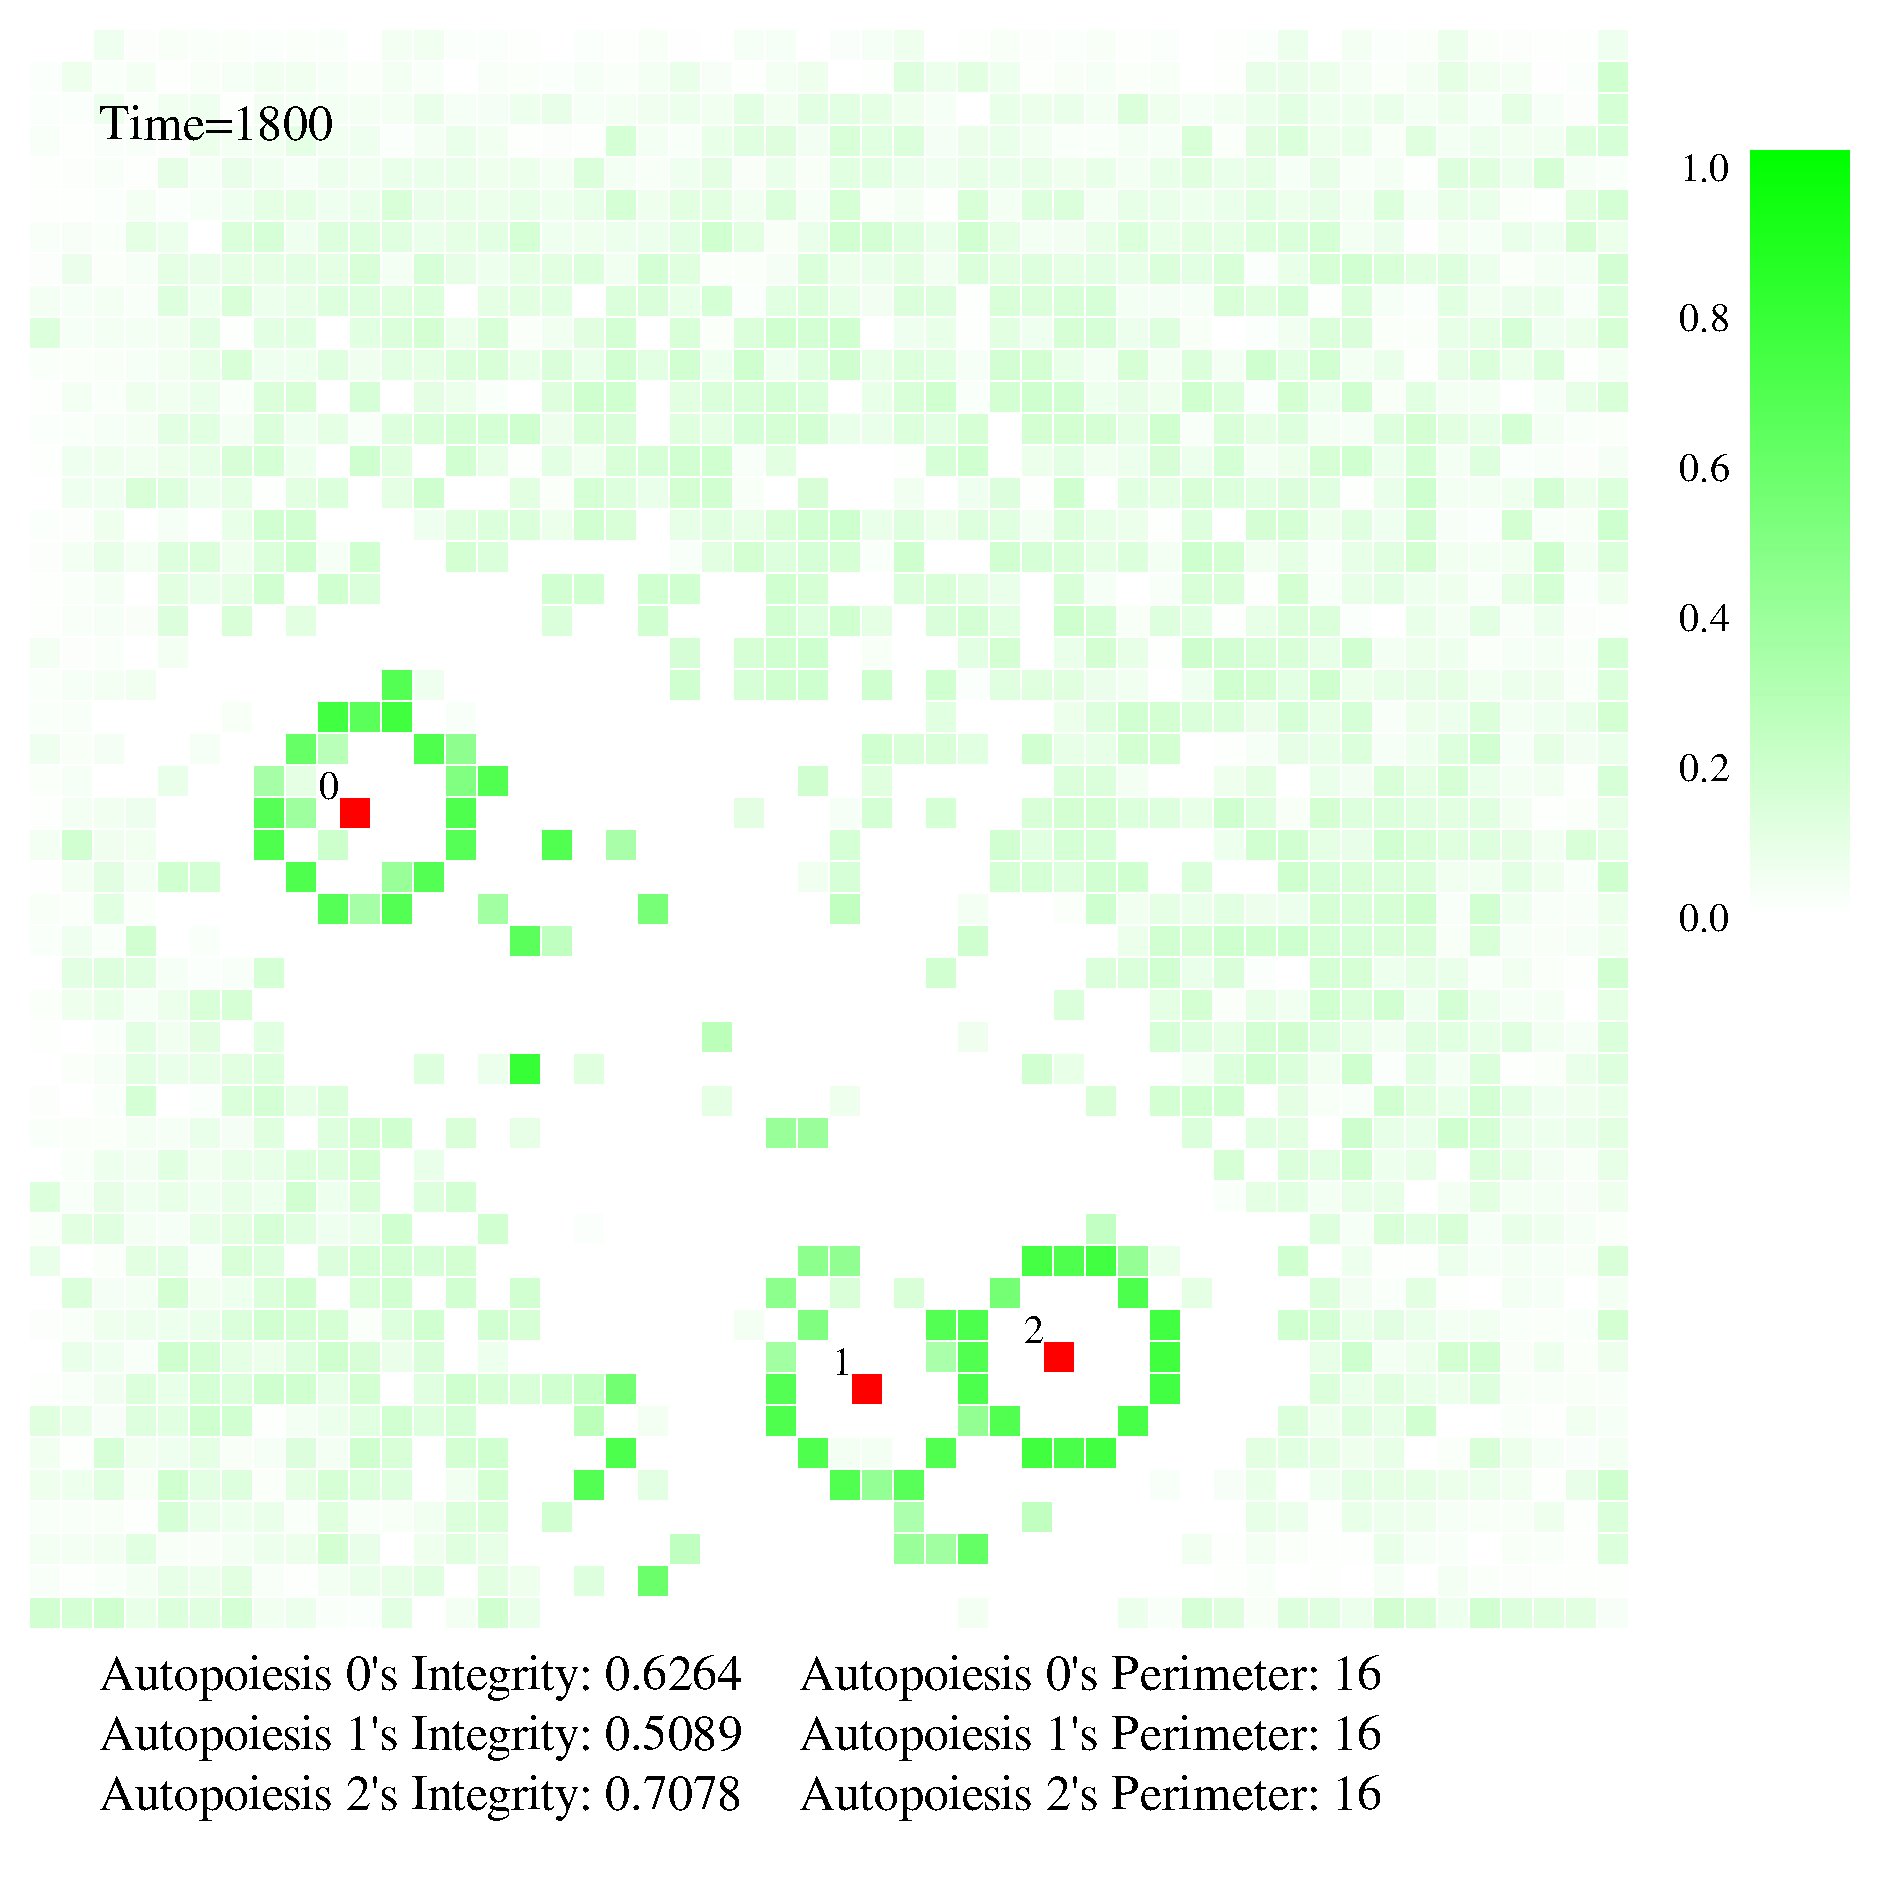 Time=1800
1.0
0.8
0.6
0.4
0.2
0.0
0
2
1
Autopoiesis 0's Integrity: 0.6264 Autopoiesis 0's Perimeter: 16
Autopoiesis 1's Integrity: 0.5089 Autopoiesis 1's Perimeter: 16
Autopoiesis 2's Integrity: 0.7078 Autopoiesis 2's Perimeter: 16